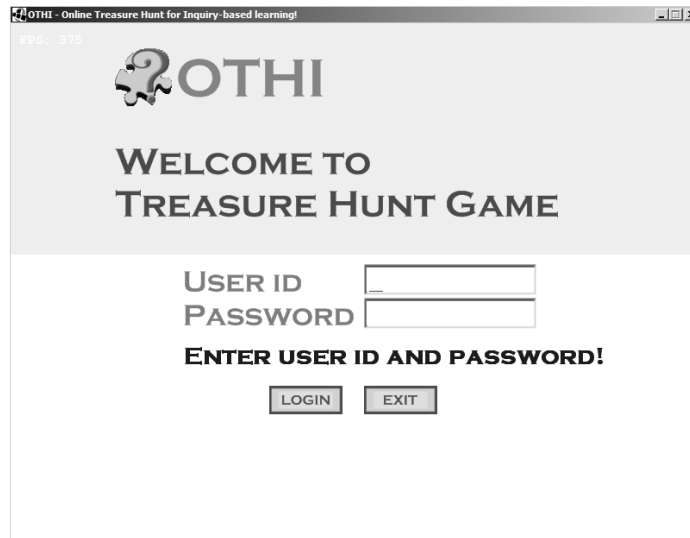 OTHI - Online Treasure Hunt for Inquiry-based learning!
FPS: 375
OTHI
WELCOME TO
TREASURE HUNT GAME
USER ID
PASSWORD
ENTER USER ID AND PASSWORD!
LOGIN EXIT